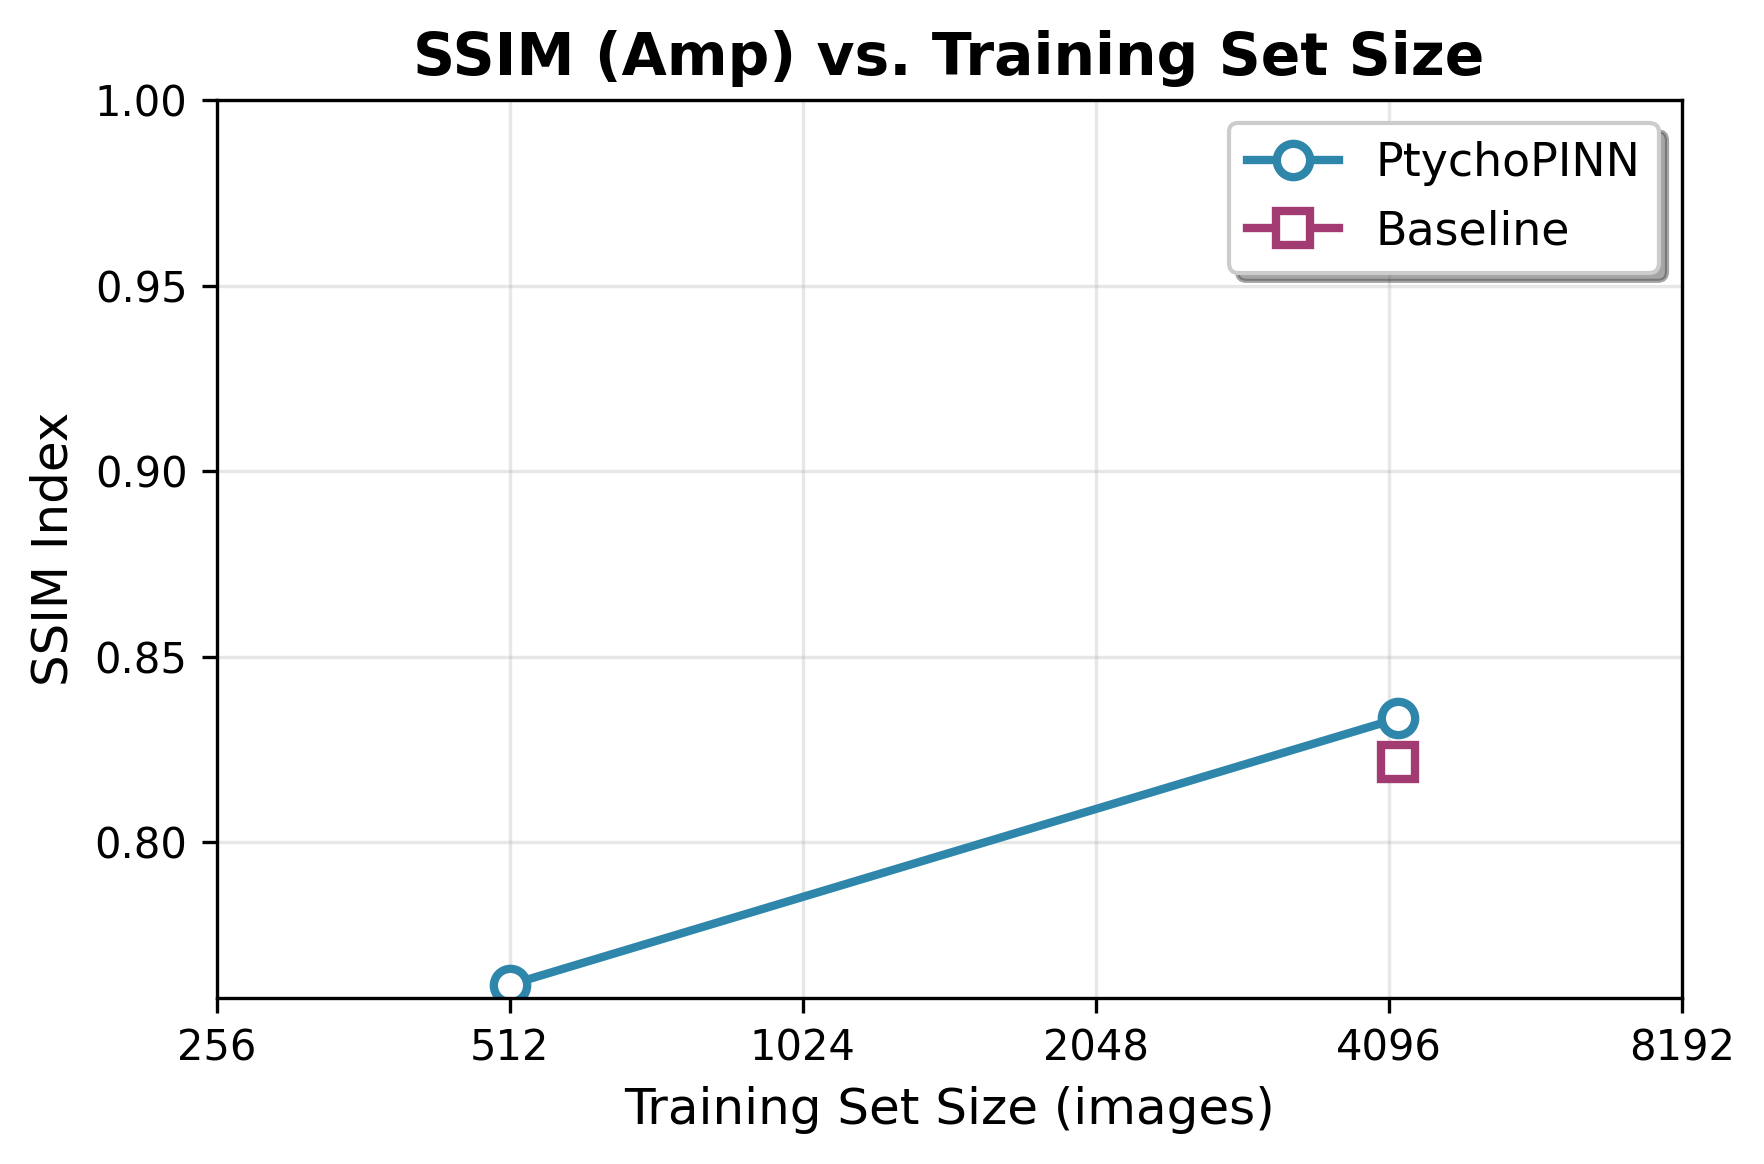 SSIM (Amp) vs. Training Set Size
1.00
0.95
0.90
0.85
0.80
SSIM Index
PtychoPINN
Baseline
256 512 1024 2048 4096 8192
Training Set Size (images)